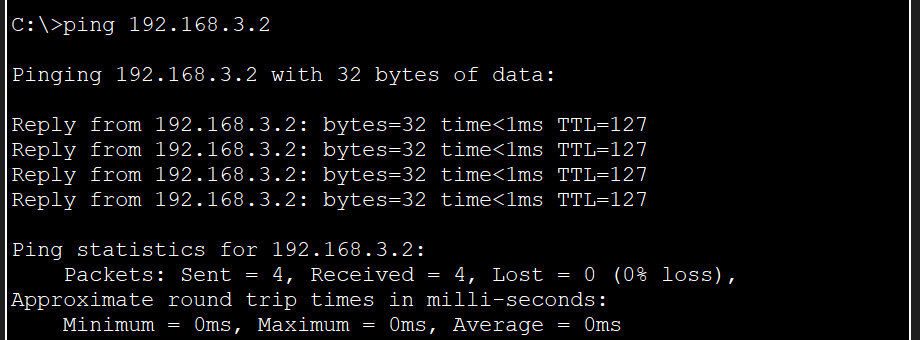 C:\>ping 192.168.3.2
Pinging 192.168.3.2 with 32 bytes of data:
Reply from 192.168.3.2: bytes=32 time<1ms TTL=127
Reply from 192.168.3.2: bytes=32 time<1ms TTL=127
Reply from 192.168.3.2: bytes=32 time<1ms TTL=127
Reply from 192.168.3.2: bytes=32 time<1ms TTL=127
Ping statistics for 192.168.3.2:
    Packets: Sent = 4, Received = 4, Lost = 0 (0% loss),
Approximate round trip times in milli-seconds:
    Minimum = 0ms, Maximum = 0ms, Average = 0ms